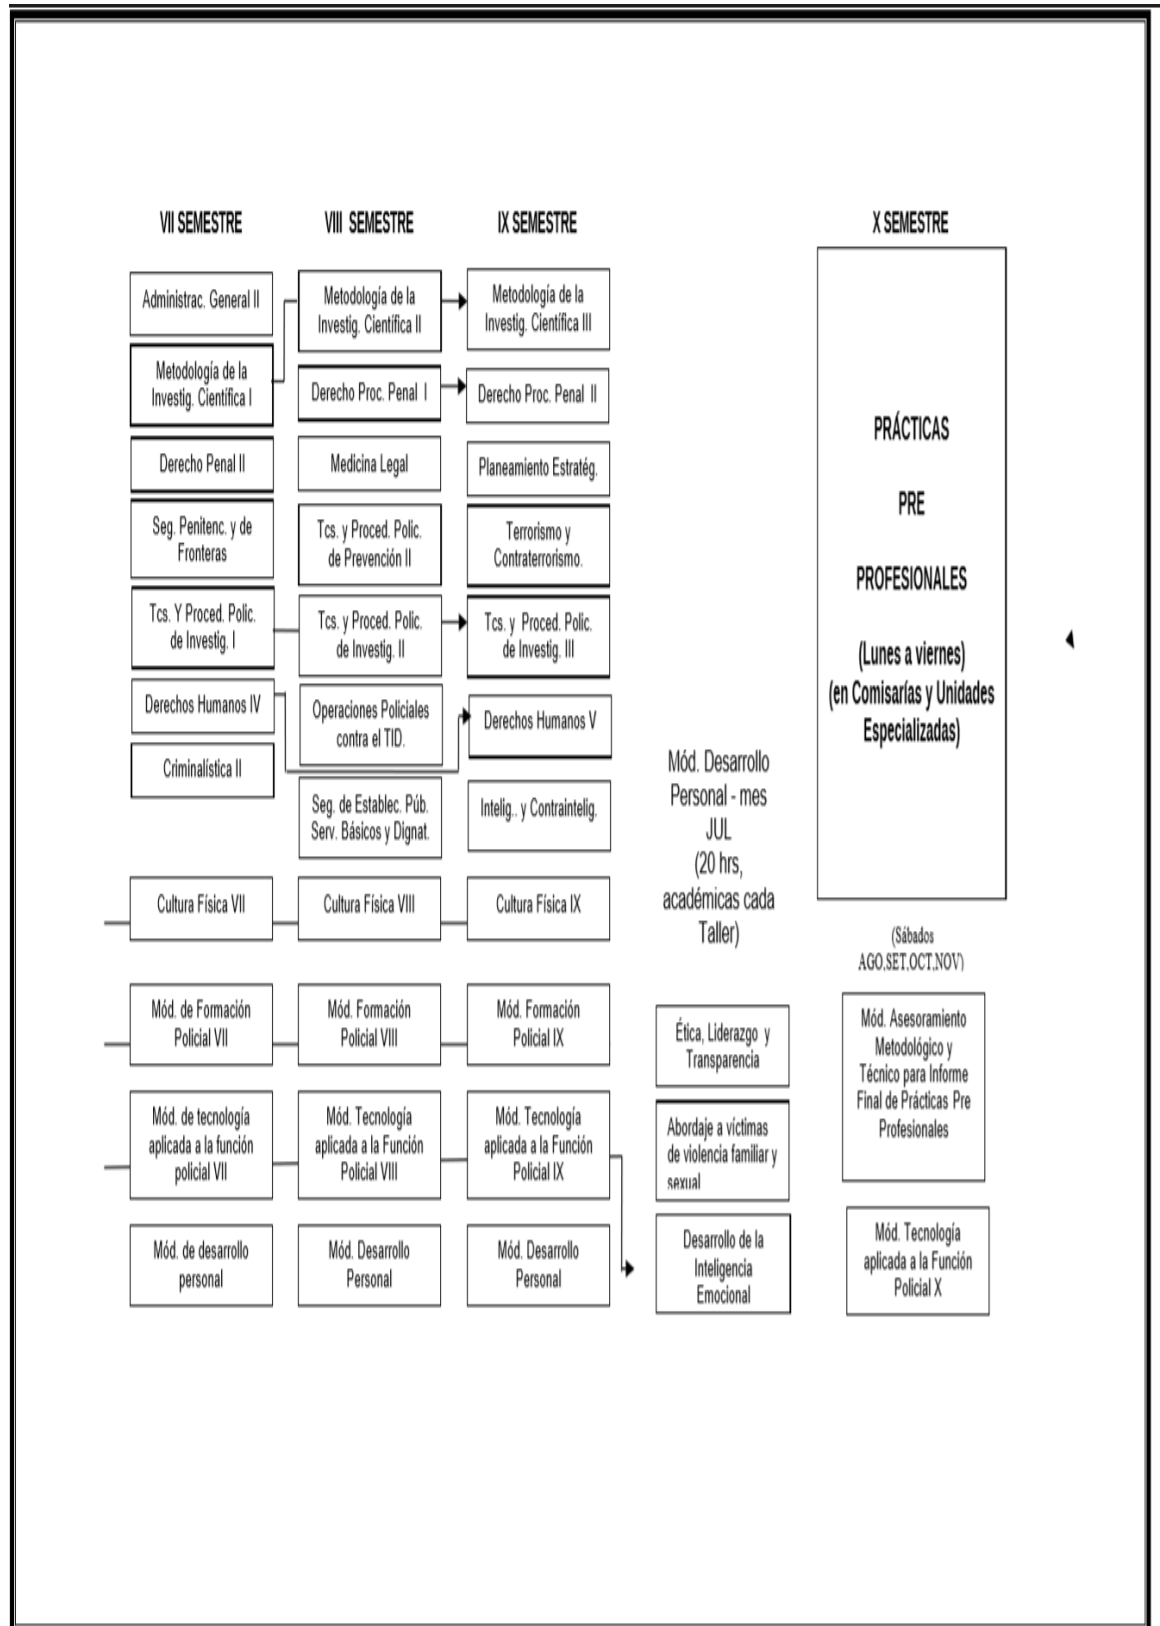 VII SEMESTRE
Administrac. General II
Metodología de la
Investig. Científica I
Derecho Penal II
Seg. Penitenc. y de
Fronteras
Tcs. Y Proced. Polic.
de Investig. I
Derechos Humanos IV
Criminalística II
Cultura Física VII
Mód. de Formación
Policial VII
Mód. de tecnología
aplicada a la función
policial VII
Mód. de desarrollo
personal
VIII SEMESTRE
Metodología de la
Investig. Científica II
Derecho Proc. Penal I
Medicina Legal
Tcs. y Proced. Polic.
de Prevención II
Tcs. y Proced. Polic.
de Investig. II
Operaciones Policiales
contra el TID.
Seg. de Establec. Púb.
Serv. Básicos y Dignat.
Cultura Física VIII
Mód. Formación
Policial VIII
Mód. Tecnología
aplicada a la Función
Policial VIII
Mód. Desarrollo
Personal
IX SEMESTRE
Metodología de la
Investig. Científica III
Derecho Proc. Penal II
Planeamiento Estratég.
Terrorismo y
Contraterrorismo.
Tcs. y Proced. Polic.
de Investig. III
Derechos Humanos V
Intelig.. y Contraintelig.
Cultura Física IX
Mód. Formación
Policial IX
Mód. Tecnología
aplicada a la Función
Policial IX
Mód. Desarrollo
Personal
Mód. Desarrollo
Personal - mes
JUL
(20 hrs,
académicas cada
Taller)
Ética, Liderazgo y
Transparencia
Abordaje a víctimas
de violencia familiar y
sexual
Desarrollo de la
Inteligencia
Emocional
X SEMESTRE
PRÁCTICAS
PRE
PROFESIONALES
(Lunes a viernes)
(en Comisarías y Unidades
Especializadas)
(Sábados
AGO,SET,OCT,NOV)
Mód. Asesoramiento
Metodológico y
Técnico para Informe
Final de Prácticas Pre
Profesionales
Mód. Tecnología
aplicada a la Función
Policial X